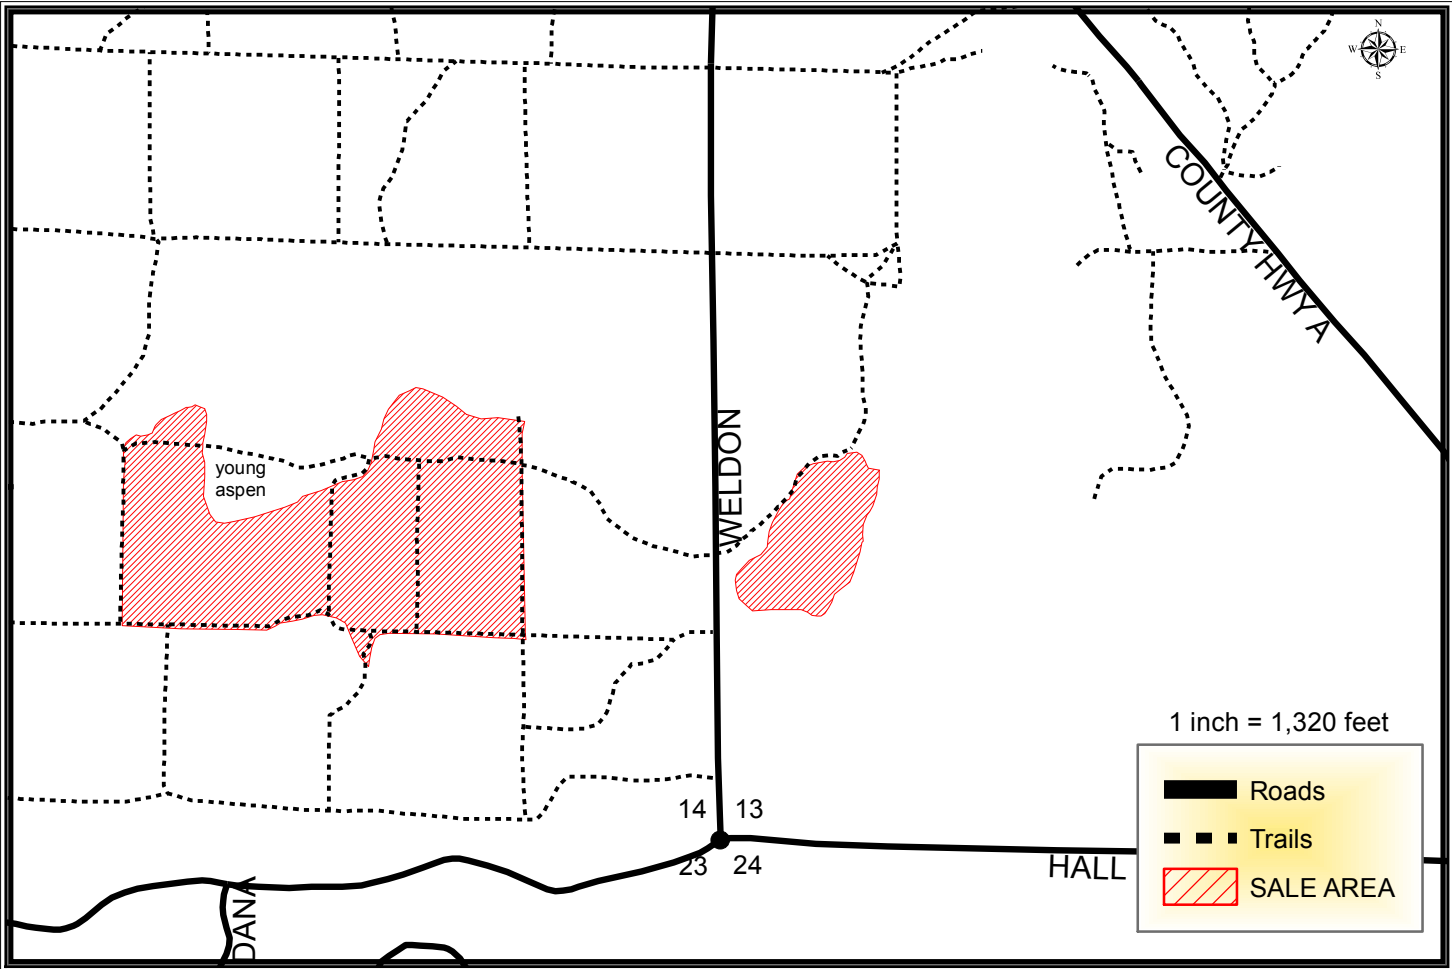 N
W E
S
COUNTY HWY A
WELDON
young
aspen
1 inch = 1,320 feet
14 13
23 24
Roads
Trails
SALE AREA
HALL
DANA